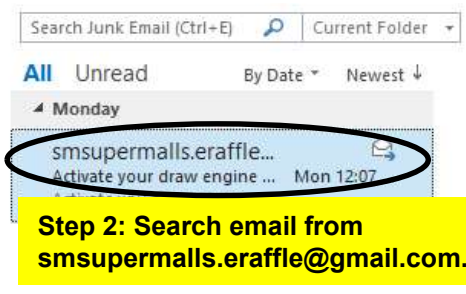 Search Junk Email (Ctrl+E) Current Folder
All Unread By Date Newest ↓
Monday
smsupermalls.eraffle...
Activate your draw engine ... Mon 12:07
Step 2: Search email from
smsupermalls.eraffle@gmail.com.